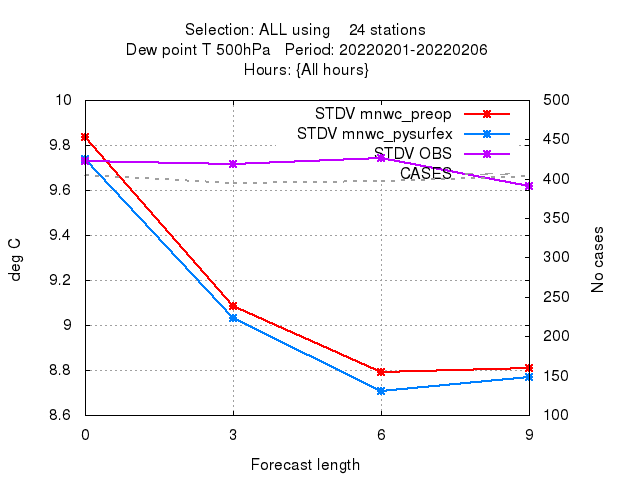 Selection: ALL using    24 stations
Dew point T 500hPa   Period: 20220201-20220206
Hours: {All hours}
STDV mnwc_preop
STDV mnwc_pysurfex
STDV OBS
CASES
10
9.8
9.6
9.4
9.2
9
8.8
8.6
500
450
400
350
300
250
200
150
100
deg C
No cases
0 3 6 9
Forecast length